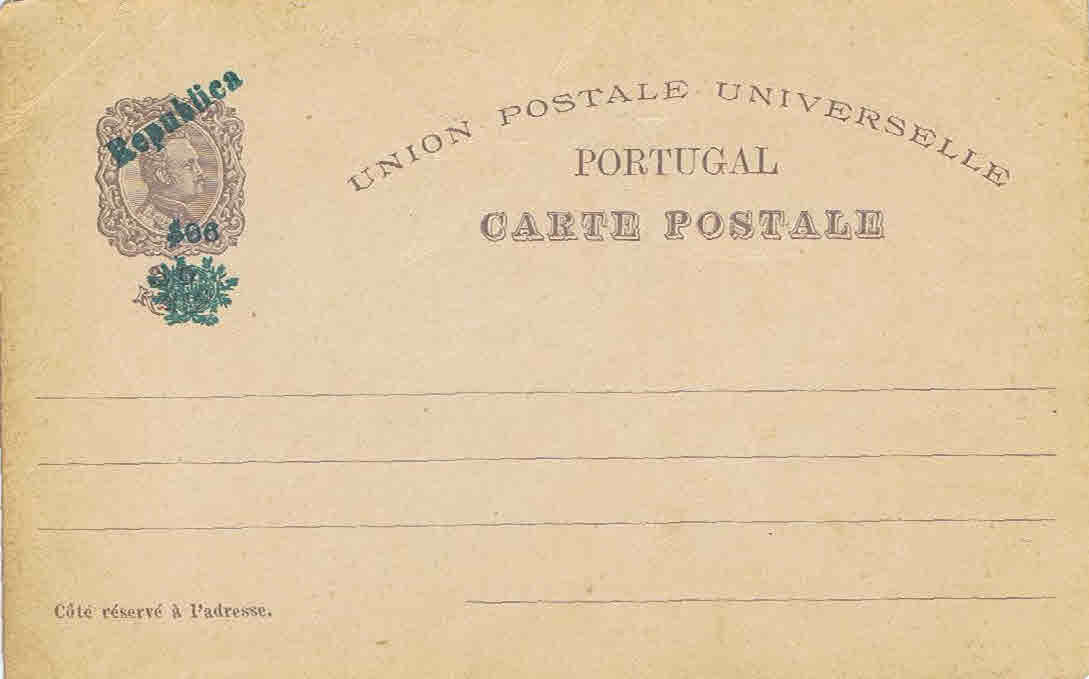 Republica
UNION POSTALE UNIVERSELLE
PORTUGAL
CARTE POSTALE
$06
Côté réservé à l'adresse.